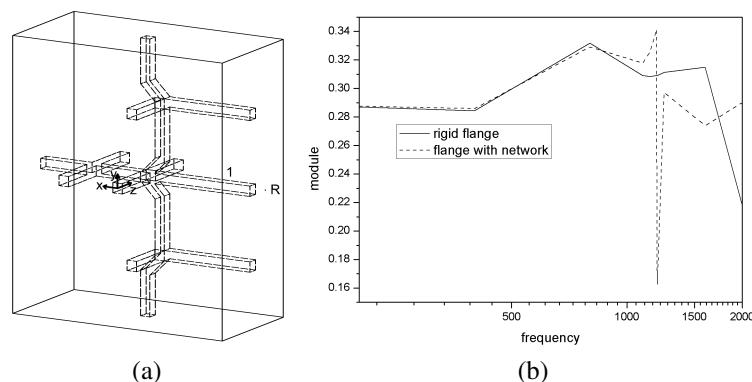 y
x
z
1
R
(a)
0.34
0.32
0.30
0.28
0.26
0.24
0.22
0.20
0.18
0.16
module
rigid flange
flange with network
500
1000
1500
2000
frequency
(b)